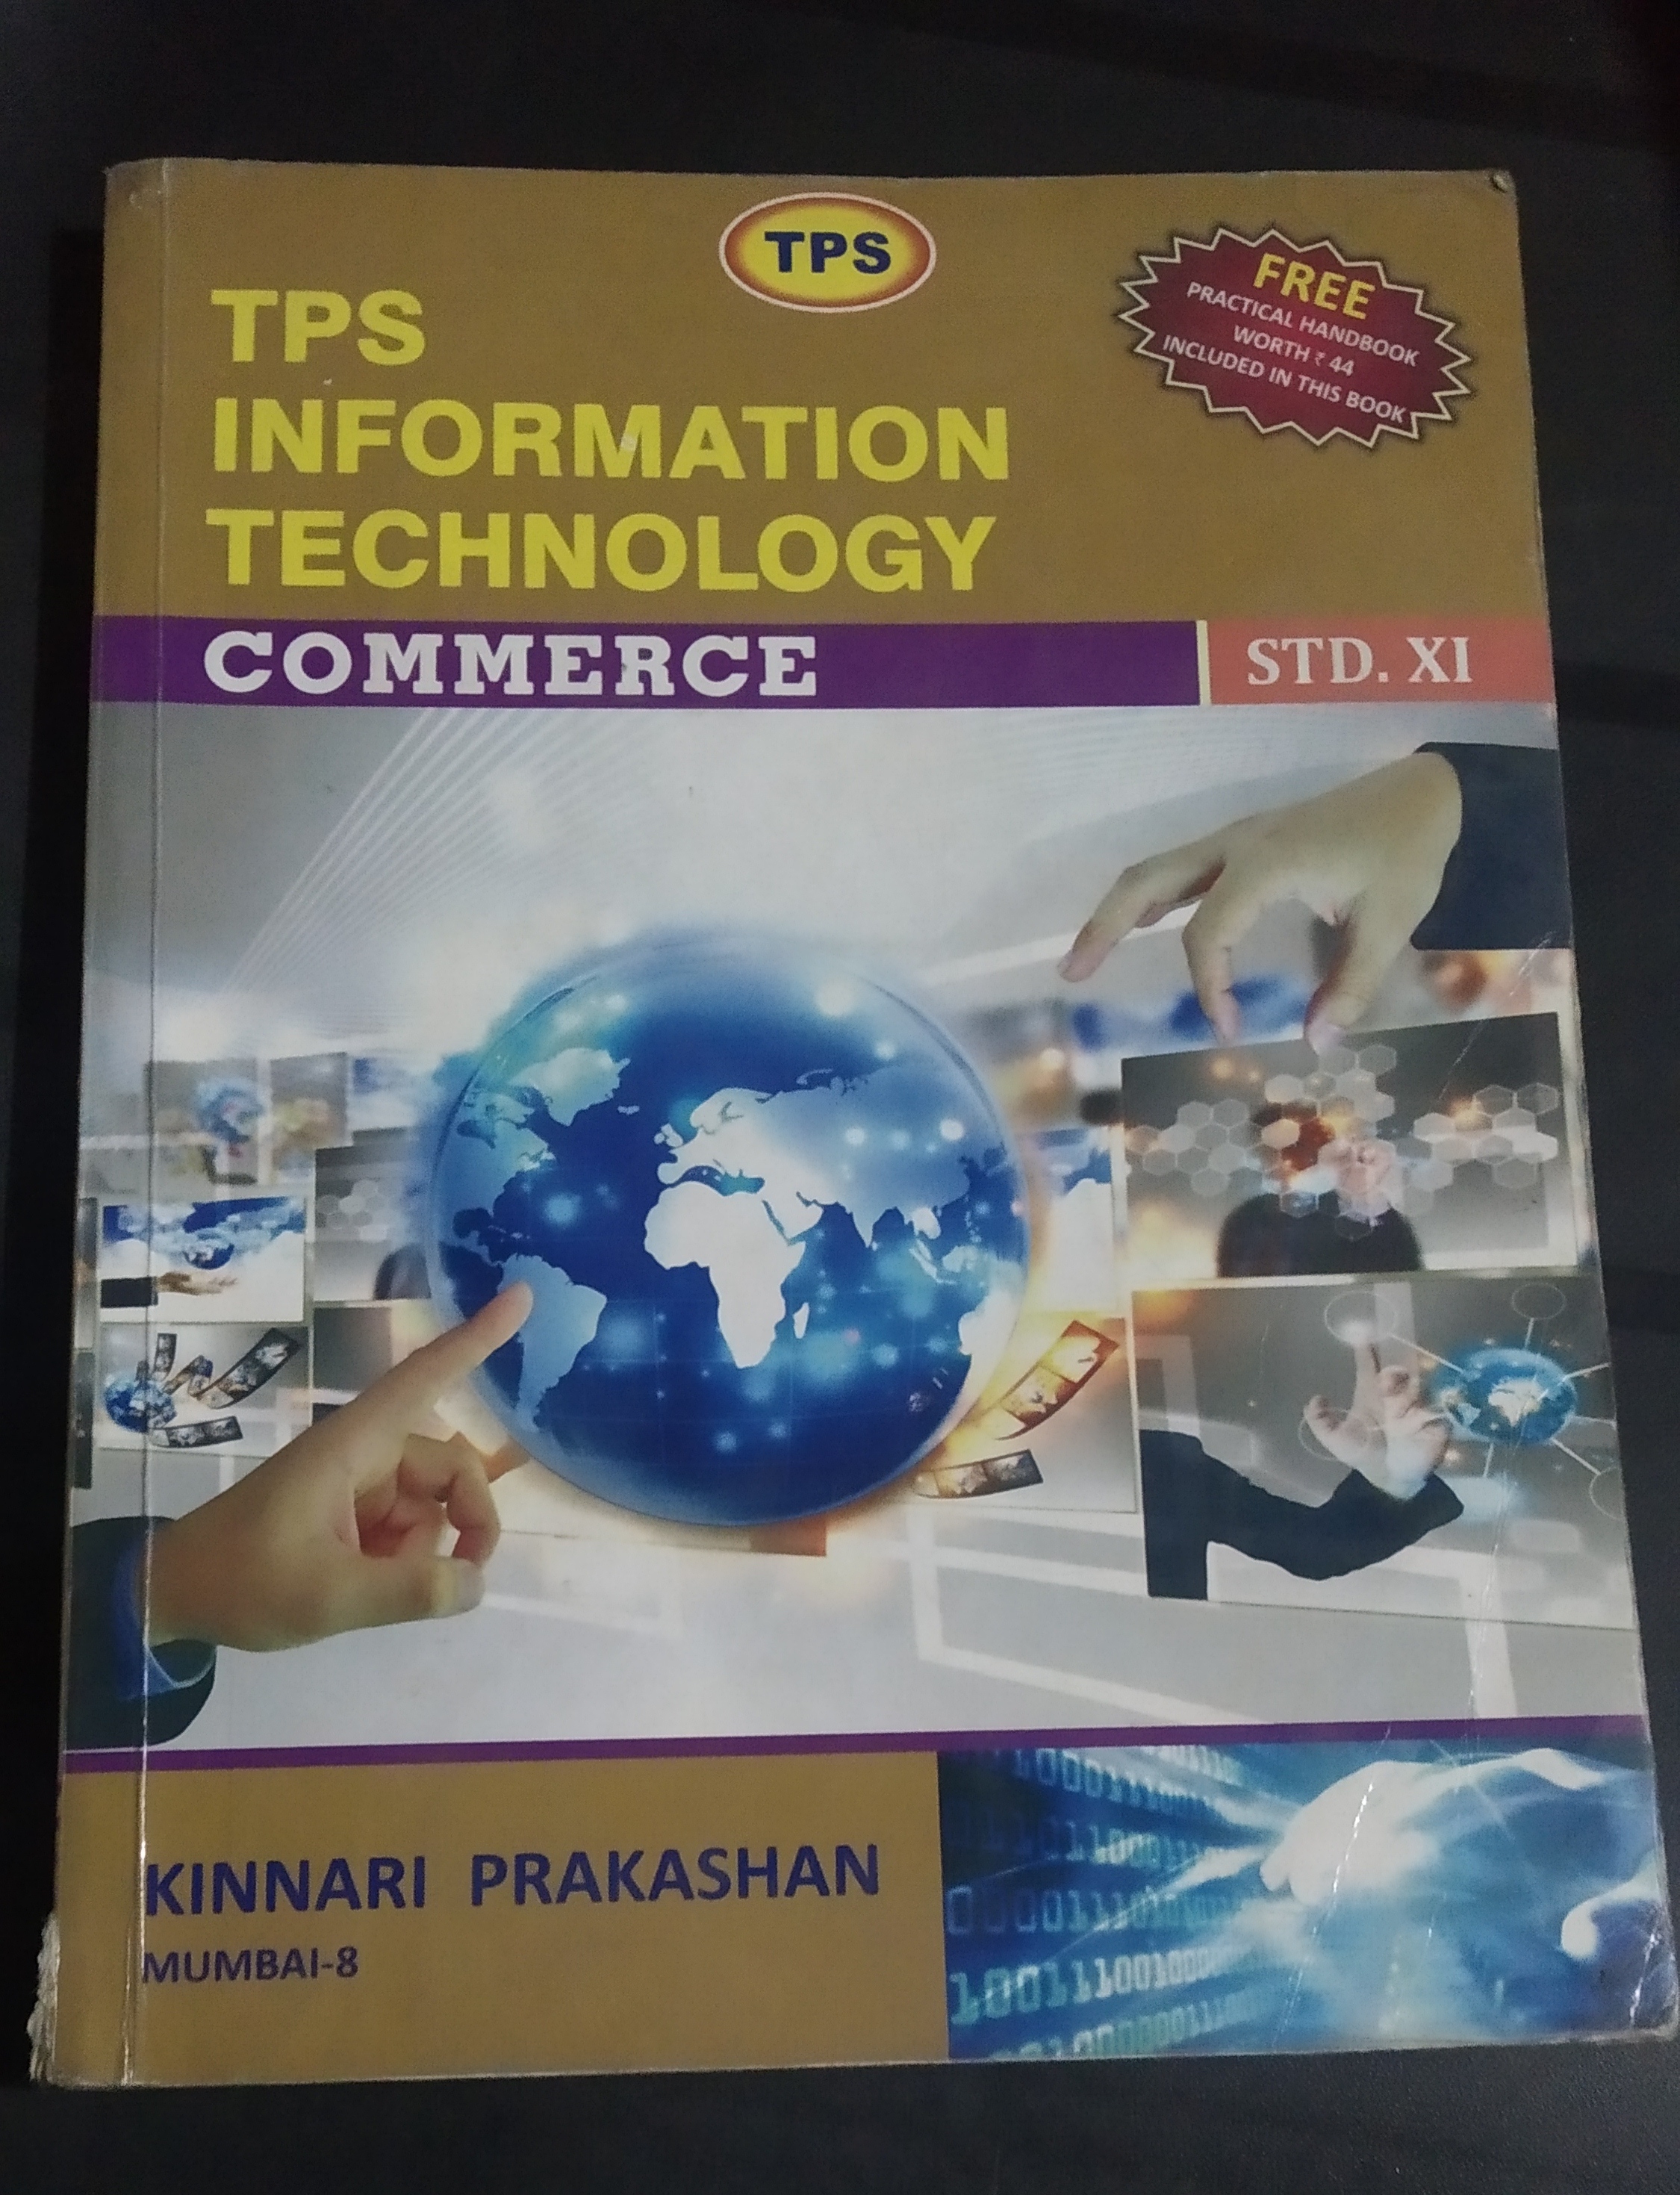 TPS
FREE
PRACTICAL HANDBOOK
WORTH ₹ 44
INCLUDED IN THIS BOOK
TPS
INFORMATION
TECHNOLOGY
COMMERCE
STD. XI
KINNARI PRAKASHAN
MUMBAI-8